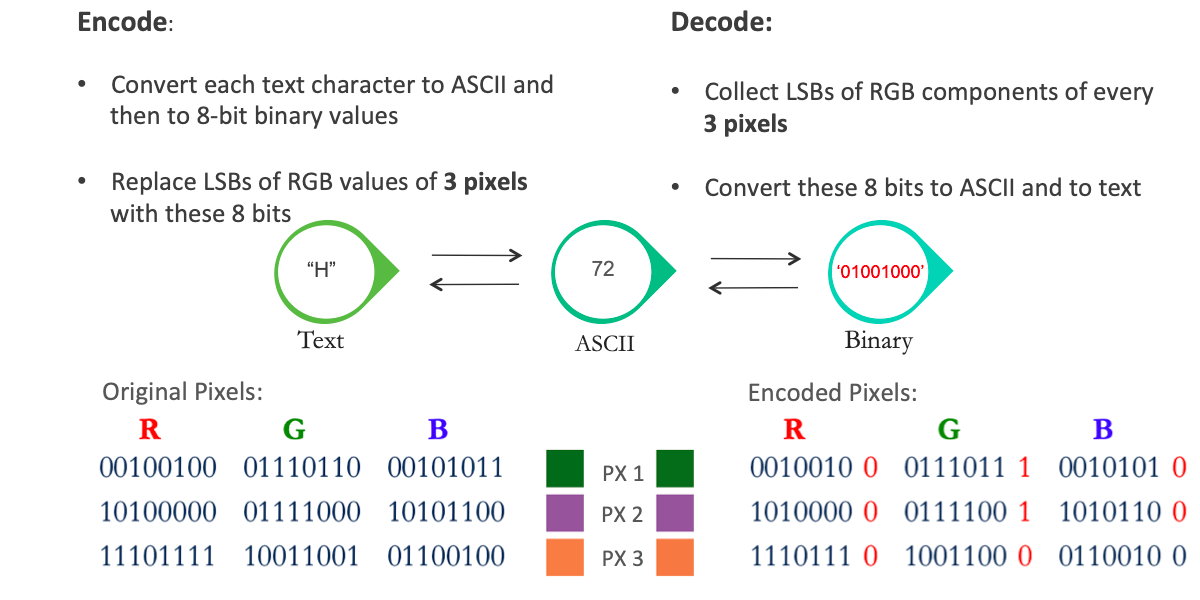 Encode:
• Convert each text character to ASCII and
then to 8-bit binary values
• Replace LSBs of RGB values of 3 pixels
with these 8 bits
Decode:
• Collect LSBs of RGB components of every
3 pixels
• Convert these 8 bits to ASCII and to text
“H”
72
‘01001000’
Text
ASCII
Binary
Original Pixels:
R G B
00100100 01110110 00101011
10100000 01111000 10101100
11101111 10011001 01100100
PX 1
PX 2
PX 3
Encoded Pixels:
R G B
0010010 0 0111011 1 0010101 0
1010000 0 0111100 1 1010110 0
1110111 0 1001100 0 0110010 0